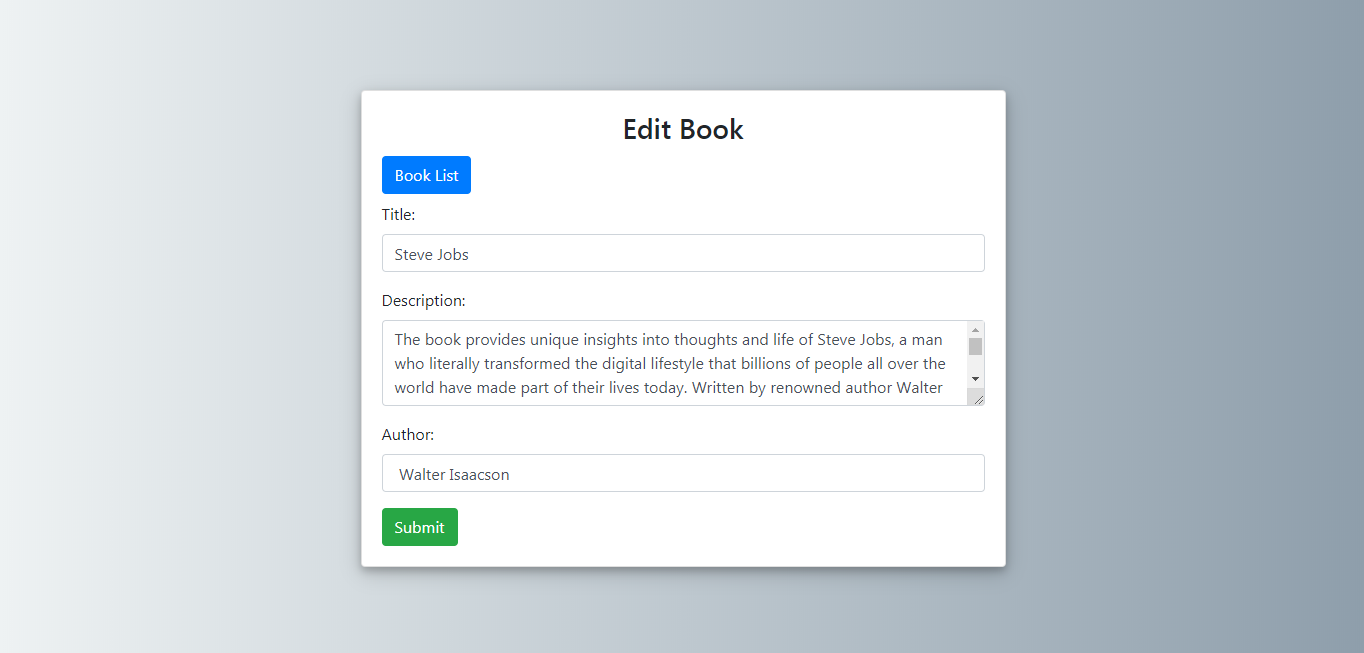 Edit Book
Book List
Title:
Steve Jobs
Description:
The book provides unique insights into thoughts and life of Steve Jobs, a man
who literally transformed the digital lifestyle that billions of people all over the
world have made part of their lives today. Written by renowned author Walter
Author:
Walter Isaacson
Submit